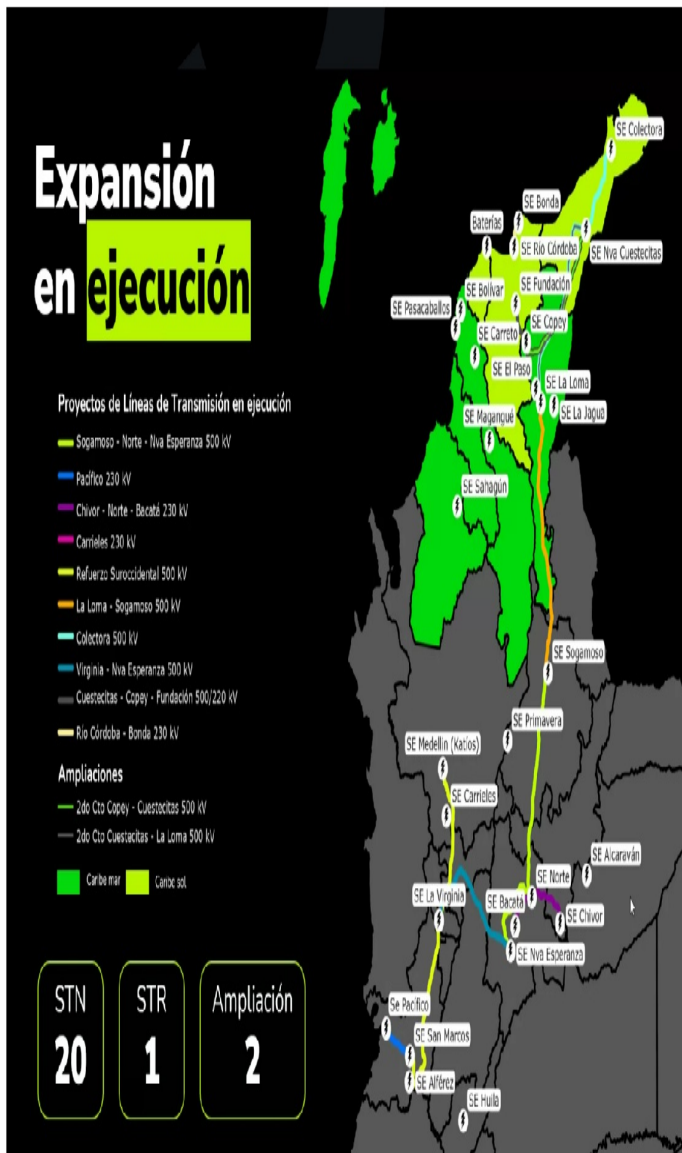 Expansión
en ejecución
Proyectos de Líneas de Transmisión en ejecución
Sogamoso - Norte - Nva Esperanza 500 kV
Pacífico 230 kV
Chivor - Norte - Bacatá 230 kV
Carrieles 230 kV
Refuerzo Suroccidental 500 kV
La Loma - Sogamoso 500 kV
Colectora 500 kV
Virginia - Nva Esperanza 500 kV
Cuestecitas - Copey - Fundación 500/220 kV
Río Córdoba - Bonda 230 kV
Ampliaciones
2do Cto Copey - Cuestecitas 500 kV
2do Cto Cuestecitas - La Loma 500 kV
Caribe mar
Caribe sol
STN
20
STR
1
Ampliación
2
SE Colectora
SE Bonda
Baterías
SE Río Córdoba
SE Nva Cuestecitas
SE Fundación
SE Bolívar
SE Pasacaballos
SE Copey
SE Carreto
SE El Paso
SE La Loma
SE La Jagua
SE Magangué
SE Sahagún
SE Sogamoso
SE Primavera
SE Medellín (Katíos)
SE Carrieles
SE Alcaraván
SE Norte
SE La Virginia
SE Bacatá
SE Chivor
SE Nva Esperanza
Se Pacífico
SE San Marcos
SE Alférez
SE Huila